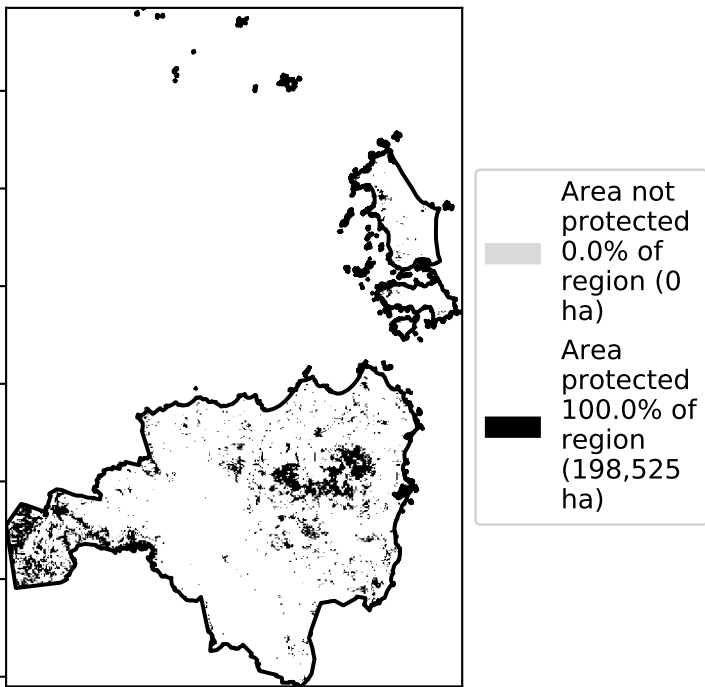 Area not
protected
0.0% of
region (0
ha)
Area
protected
100.0% of
region
(198,525
ha)